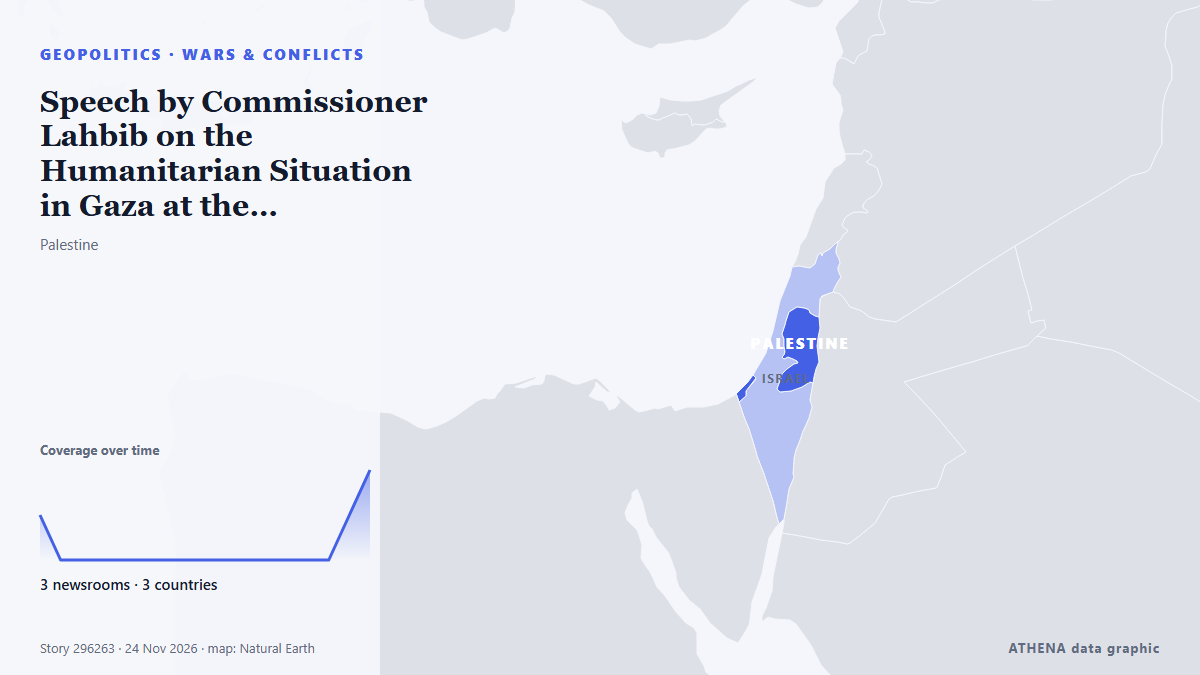 GEOPOLITICS · WARS & CONFLICTS
Speech by Commissioner
Lahbib on the
Humanitarian Situation
in Gaza at the...
Palestine
PALESTINE
ISRAEL
Coverage over time
3 newsrooms · 3 countries
Story 296263 · 24 Nov 2026 · map: Natural Earth
ATHENA data graphic